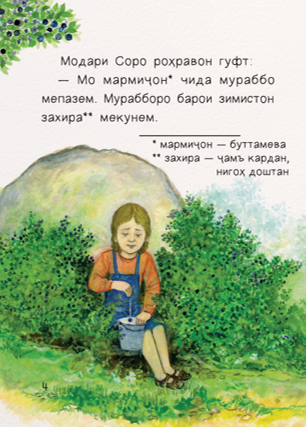 Модари Соро роҳравон гуфт:
— Мо мармиҷон* чида мураббо
мепазем. Мурабборо барои зимистон
захира** мекунем.
* мармиҷон — буттамева
** захира — ҷамъ кардан,
нигоҳ доштан
4